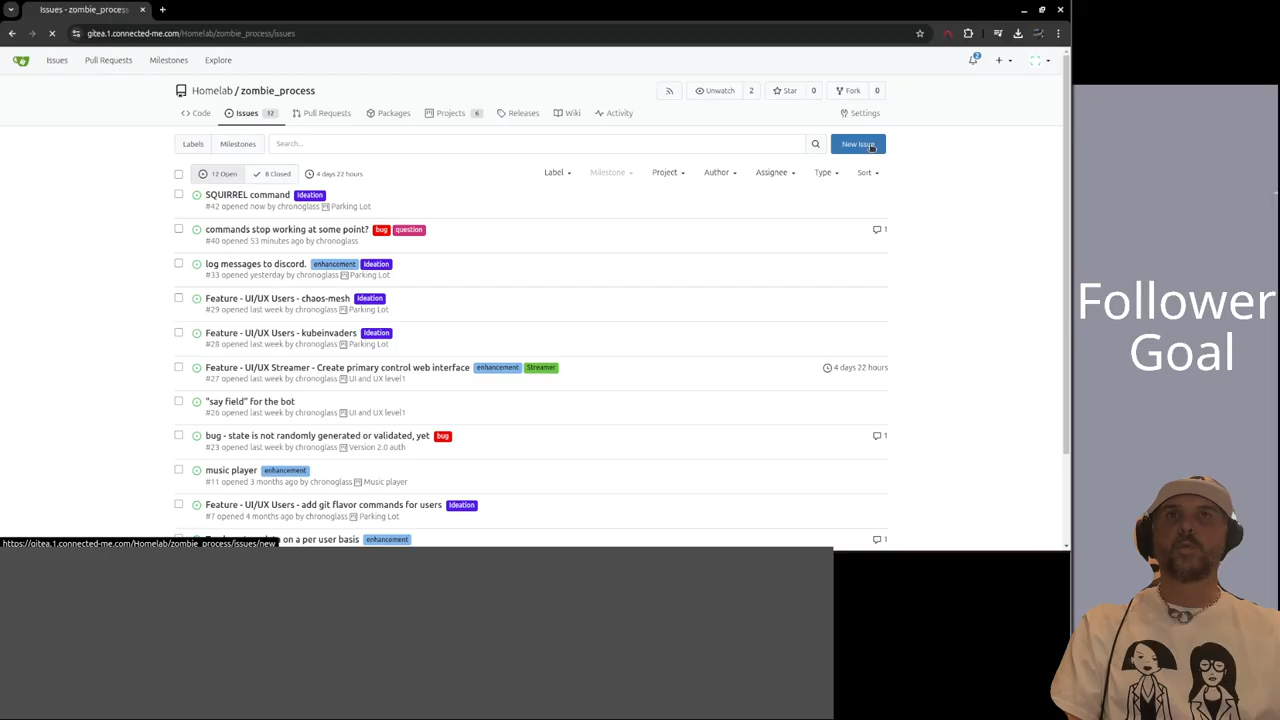 Issues - zombie_process
gitea.1.connected-me.com/Homelab/zombie_process/issues
Issues Pull Requests Milestones Explore
2
Homelab / zombie_process
Unwatch 2 Star 0 Fork 0
Code Issues 12 Pull Requests Packages Projects 6 Releases Wiki Activity Settings
Labels Milestones Search... New Issue
12 Open 8 Closed 4 days 22 hours Label Milestone Project Author Assignee Type Sort
SQUIRREL command Ideation
#42 opened now by chronoglass Parking Lot
commands stop working at some point? bug question 1
#40 opened 53 minutes ago by chronoglass
log messages to discord. enhancement Ideation
#33 opened yesterday by chronoglass Parking Lot
Feature - UI/UX Users - chaos-mesh Ideation
#29 opened last week by chronoglass Parking Lot
Feature - UI/UX Users - kubeinvaders Ideation
#28 opened last week by chronoglass Parking Lot
Feature - UI/UX Streamer - Create primary control web interface enhancement Streamer 4 days 22 hours
#27 opened last week by chronoglass UI and UX level1
"say field" for the bot
#26 opened last week by chronoglass UI and UX level1
bug - state is not randomly generated or validated, yet bug 1
#23 opened last week by chronoglass Version 2.0 auth
music player enhancement
#11 opened 3 months ago by chronoglass Music player
Feature - UI/UX Users - add git flavor commands for users Ideation
#7 opened 4 months ago by chronoglass Parking Lot
on a per user basis enhancement 1
https://gitea.1.connected-me.com/Homelab/zombie_process/issues/new
Follower
Goal